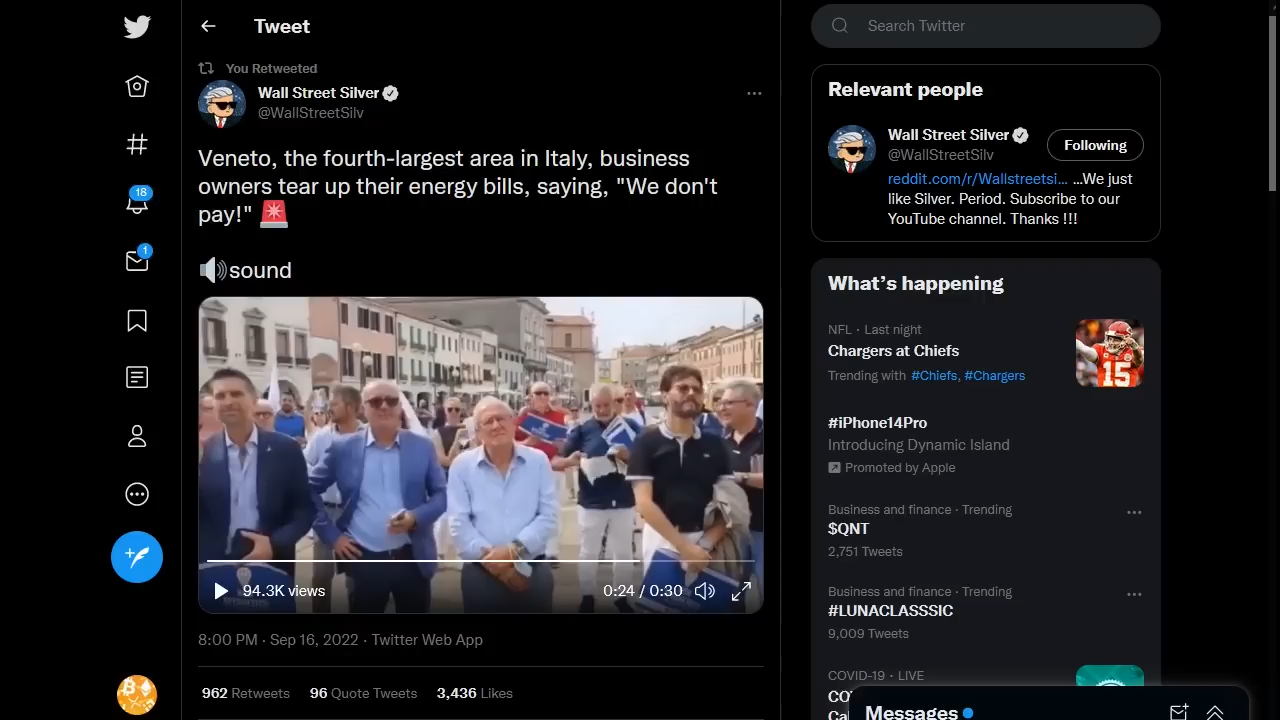 Tweet
You Retweeted
Wall Street Silver
@WallStreetSilv
Veneto, the fourth-largest area in Italy, business
owners tear up their energy bills, saying, "We don't
pay!" 🚨
🔊sound
94.3K views
0:24 / 0:30
8:00 PM · Sep 16, 2022 · Twitter Web App
962 Retweets 96 Quote Tweets 3,436 Likes
18
1
Search Twitter
Relevant people
Wall Street Silver
@WallStreetSilv
Following
reddit.com/r/Wallstreetsi... ...We just
like Silver. Period. Subscribe to our
YouTube channel. Thanks !!!
What's happening
NFL · Last night
Chargers at Chiefs
Trending with #Chiefs, #Chargers
15
#iPhone14Pro
Introducing Dynamic Island
Promoted by Apple
Business and finance · Trending
$QNT
2,751 Tweets
Business and finance · Trending
#LUNACLASSSIC
9,009 Tweets
COVID-19 · LIVE
Messages